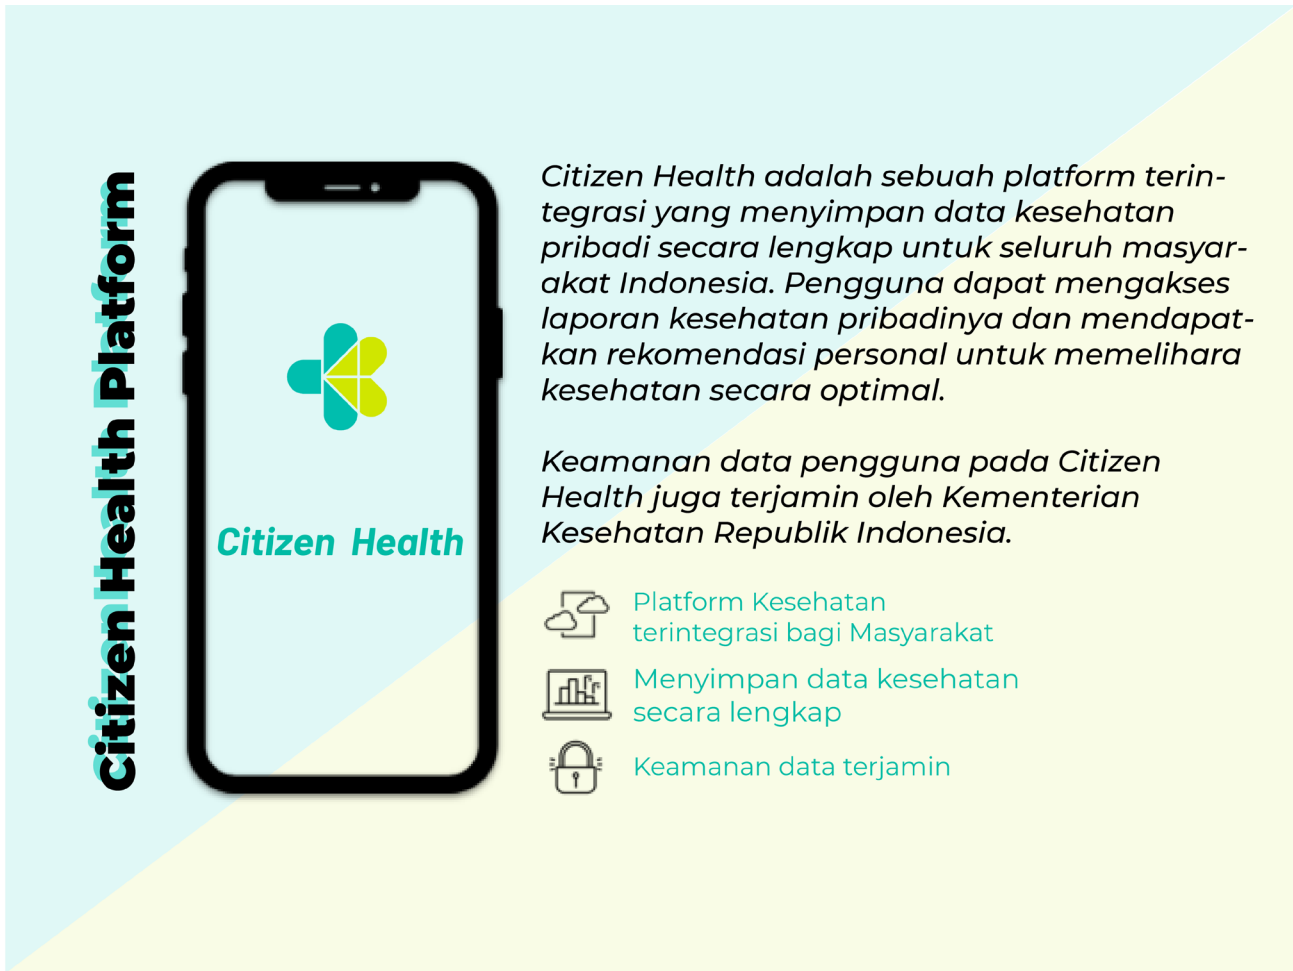 Citizen Health Platform
Citizen Health
Citizen Health adalah sebuah platform terin-
tegrasi yang menyimpan data kesehatan
pribadi secara lengkap untuk seluruh masyar-
akat Indonesia. Pengguna dapat mengakses
laporan kesehatan pribadinya dan mendapat-
kan rekomendasi personal untuk memelihara
kesehatan secara optimal.
Keamanan data pengguna pada Citizen
Health juga terjamin oleh Kementerian
Kesehatan Republik Indonesia.
Platform Kesehatan
terintegrasi bagi Masyarakat
Menyimpan data kesehatan
secara lengkap
Keamanan data terjamin